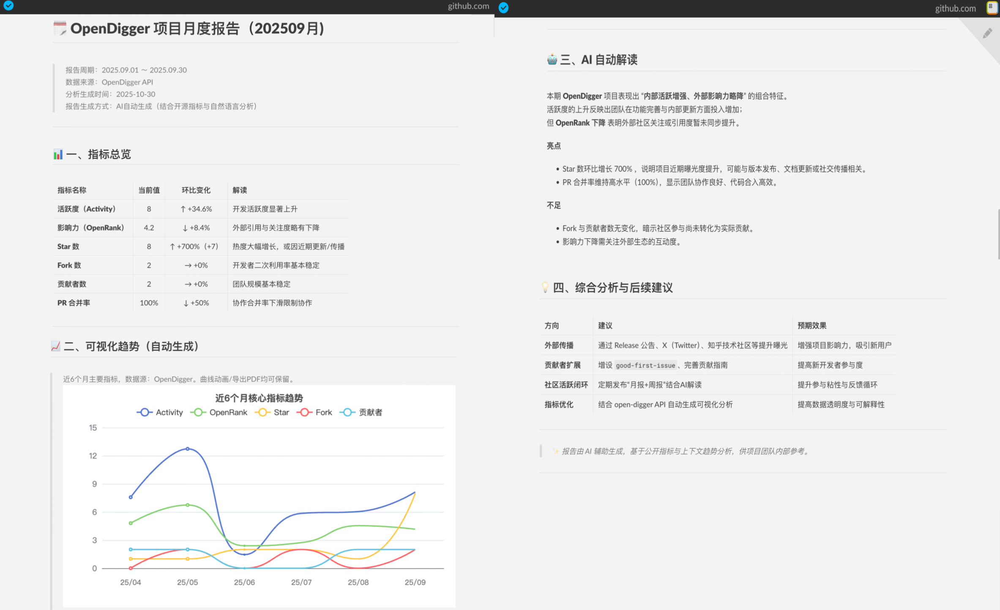 github.com
OpenDigger 项目月度报告（202509月)
报告周期：2025.09.01 ～ 2025.09.30
数据来源：OpenDigger API
分析生成时间：2025-10-30
报告生成方式：AI自动生成（结合开源指标与自然语言分析）
一、指标总览
指标名称 当前值 环比变化 解读
活跃度（Activity） 8 ↑ +34.6% 开发活跃度显著上升
影响力（OpenRank） 4.2 ↓ +8.4% 外部引用与关注度略有下降
Star 数 8 ↑ +700%（+7） 热度大幅增长，或因近期更新/传播
Fork 数 2 → +0% 开发者二次利用率基本稳定
贡献者数 2 → +0% 团队规模基本稳定
PR 合并率 100% ↓ +50% 协作合并率下滑限制协作
二、可视化趋势（自动生成）
近6个月主要指标，数据源：OpenDigger。曲线动画/导出PDF均可保留。
近6个月核心指标趋势
Activity OpenRank Star Fork 贡献者
15
12
9
6
3
0
25/04 25/05 25/06 25/07 25/08 25/09
github.com
#
三、AI 自动解读
本期 OpenDigger 项目表现出 “内部活跃增强、外部影响力略降” 的组合特征。
活跃度的上升反映出团队在功能完善与内部更新方面投入增加；
但 OpenRank 下降 表明外部社区关注或引用度暂未同步提升。
亮点
• Star 数环比增长 700% ，说明项目近期曝光度提升，可能与版本发布、文档更新或社交传播相关。
• PR 合并率维持高水平（100%），显示团队协作良好、代码合入高效。
不足
• Fork 与贡献者数无变化，暗示社区参与尚未转化为实际贡献。
• 影响力下降需关注外部生态的互动度。
四、综合分析与后续建议
方向 建议 预期效果
外部传播 通过 Release 公告、X（Twitter）、知乎技术社区等提升曝光 增强项目影响力，吸引新用户
贡献者扩展 增设 good-first-issue 、完善贡献指南 提高新开发者参与度
社区活跃闭环 定期发布“月报+周报”结合AI解读 提升参与粘性与反馈循环
指标优化 结合 open-digger API 自动生成可视化分析 提高数据透明度与可解释性
报告由 AI 辅助生成，基于公开指标与上下文趋势分析，供项目团队内部参考。